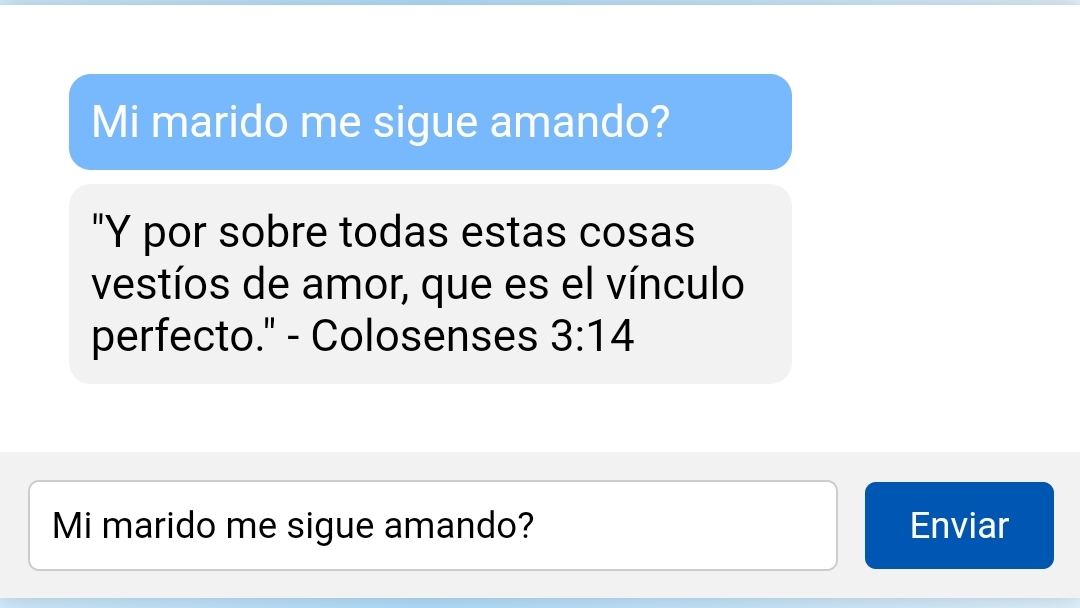 Mi marido me sigue amando?
"Y por sobre todas estas cosas
vestíos de amor, que es el vínculo
perfecto." - Colosenses 3:14
Mi marido me sigue amando?
Enviar